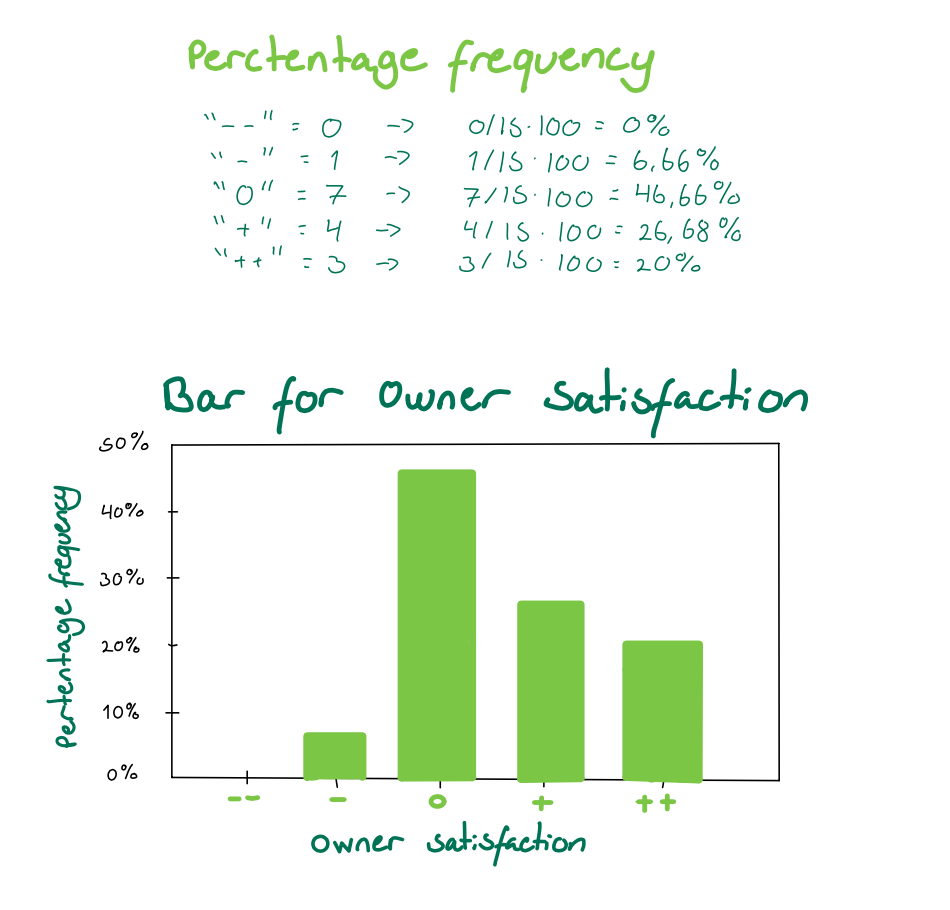 Perctentage frequency
"--" = 0 -> 0/15·100 = 0%
"-" = 1 -> 1/15·100 = 6,66%
"0" = 7 -> 7/15·100 = 46,66%
"+" = 4 -> 4/15·100 = 26,68%
"++" = 3 -> 3/15·100 = 20%
Bar for Owner Satisfaction
50%
40%
30%
20%
10%
0%
Pertentage frequency
-- - 0 + ++
Owner satisfaction